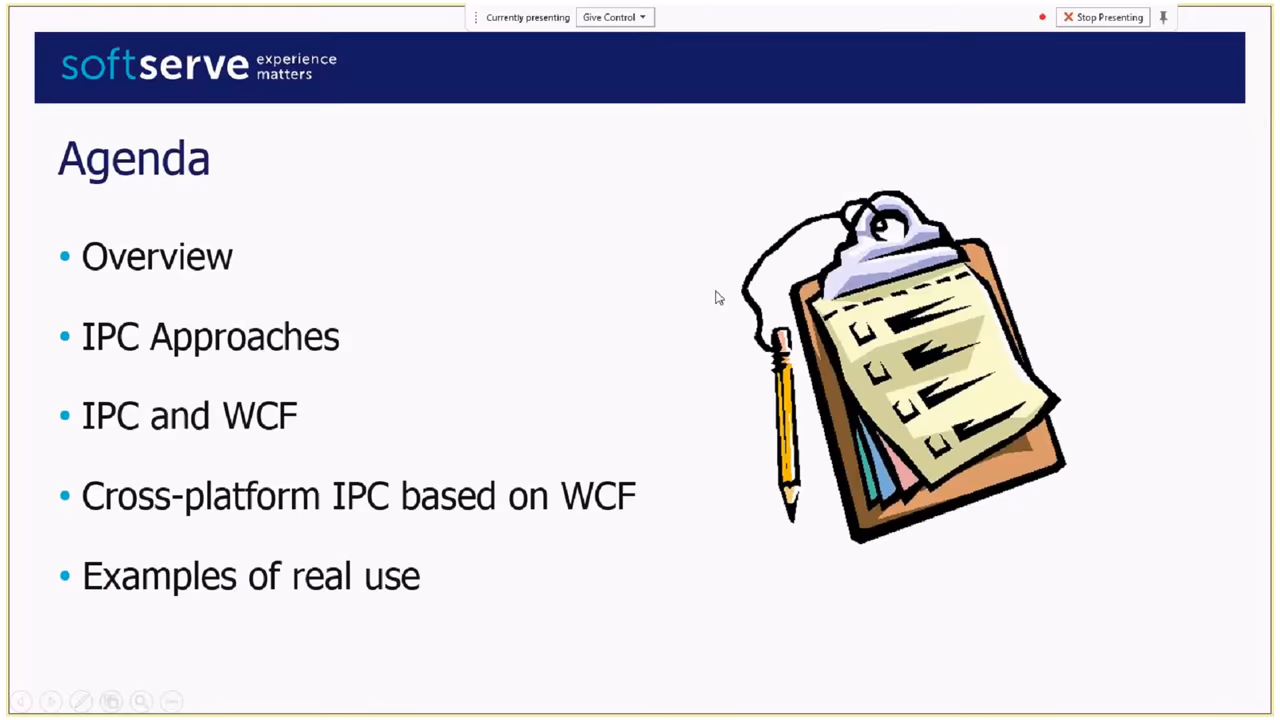 Currently presenting Give Control Stop Presenting
softserve experience matters
Agenda
• Overview
• IPC Approaches
• IPC and WCF
• Cross-platform IPC based on WCF
• Examples of real use